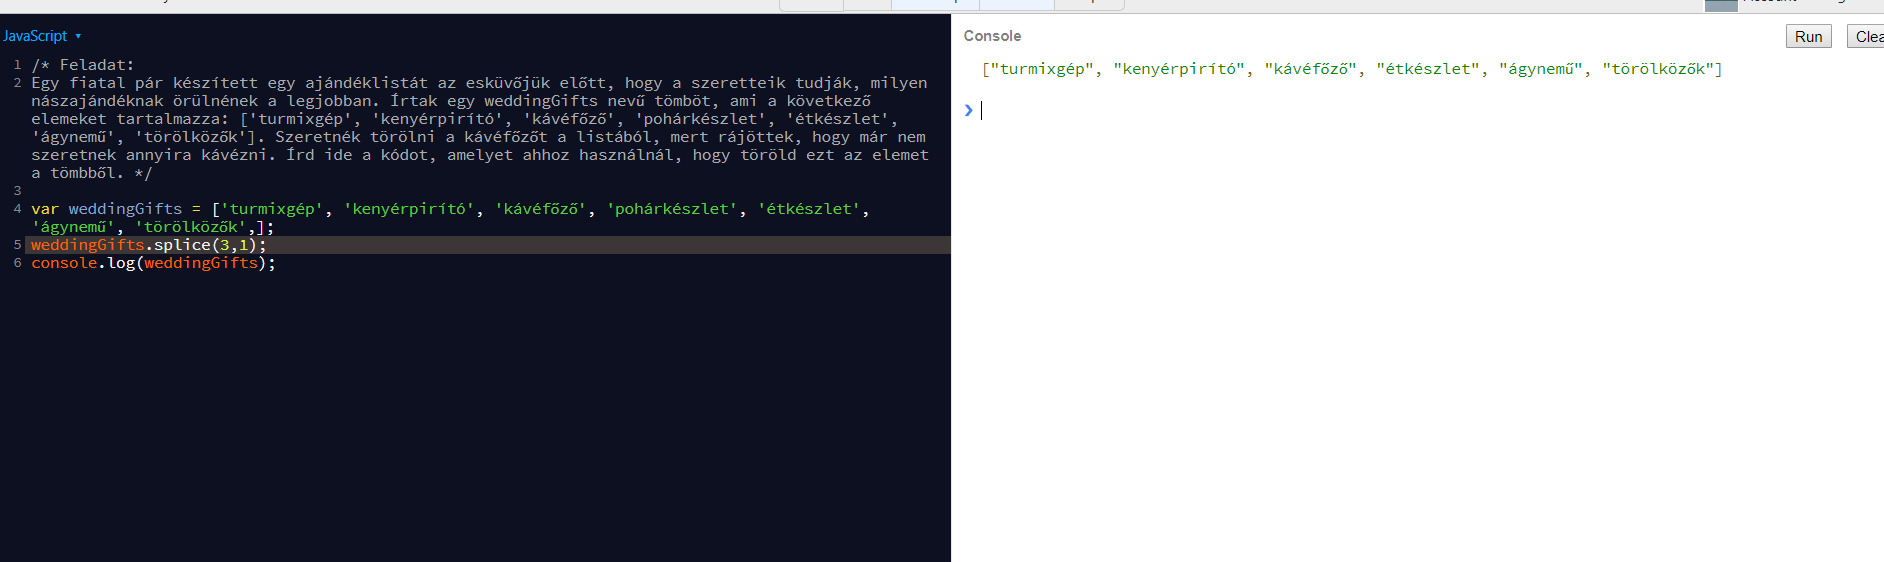 JavaScript ▾
1 /* Feladat:
2 Egy fiatal pár készített egy ajándéklistát az esküvőjük előtt, hogy a szeretteik tudják, milyen
nászajándéknak örülnének a legjobban. Írtak egy weddingGifts nevű tömböt, ami a következő
elemeket tartalmazza: ['turmixgép', 'kenyérpirító', 'kávéfőző', 'pohárkészlet', 'étkészlet',
'ágynemű', 'törölközők']. Szeretnék törölni a kávéfőzőt a listából, mert rájöttek, hogy már nem
szeretnek annyira kávézni. Írd ide a kódot, amelyet ahhoz használnál, hogy töröld ezt az elemet
a tömbből. */
3
4 var weddingGifts = ['turmixgép', 'kenyérpirító', 'kávéfőző', 'pohárkészlet', 'étkészlet',
'ágynemű', 'törölközők',];
5 weddingGifts.splice(3,1);
6 console.log(weddingGifts);
Console
Run
Clea
["turmixgép", "kenyérpirító", "kávéfőző", "étkészlet", "ágynemű", "törölközők"]
❯